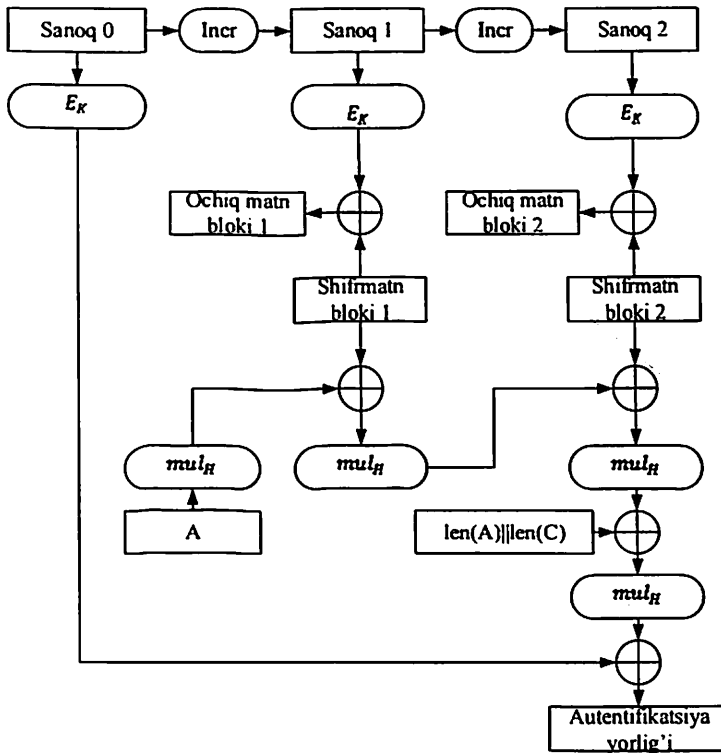 Sanoq 0
Incr
Sanoq 1
Incr
Sanoq 2
E_K
E_K
E_K
Ochiq matn
bloki 1
Ochiq matn
bloki 2
Shifrmatn
bloki 1
Shifrmatn
bloki 2
mul_H
mul_H
mul_H
A
len(A)||len(C)
mul_H
Autentifikatsiya
yorlig'i